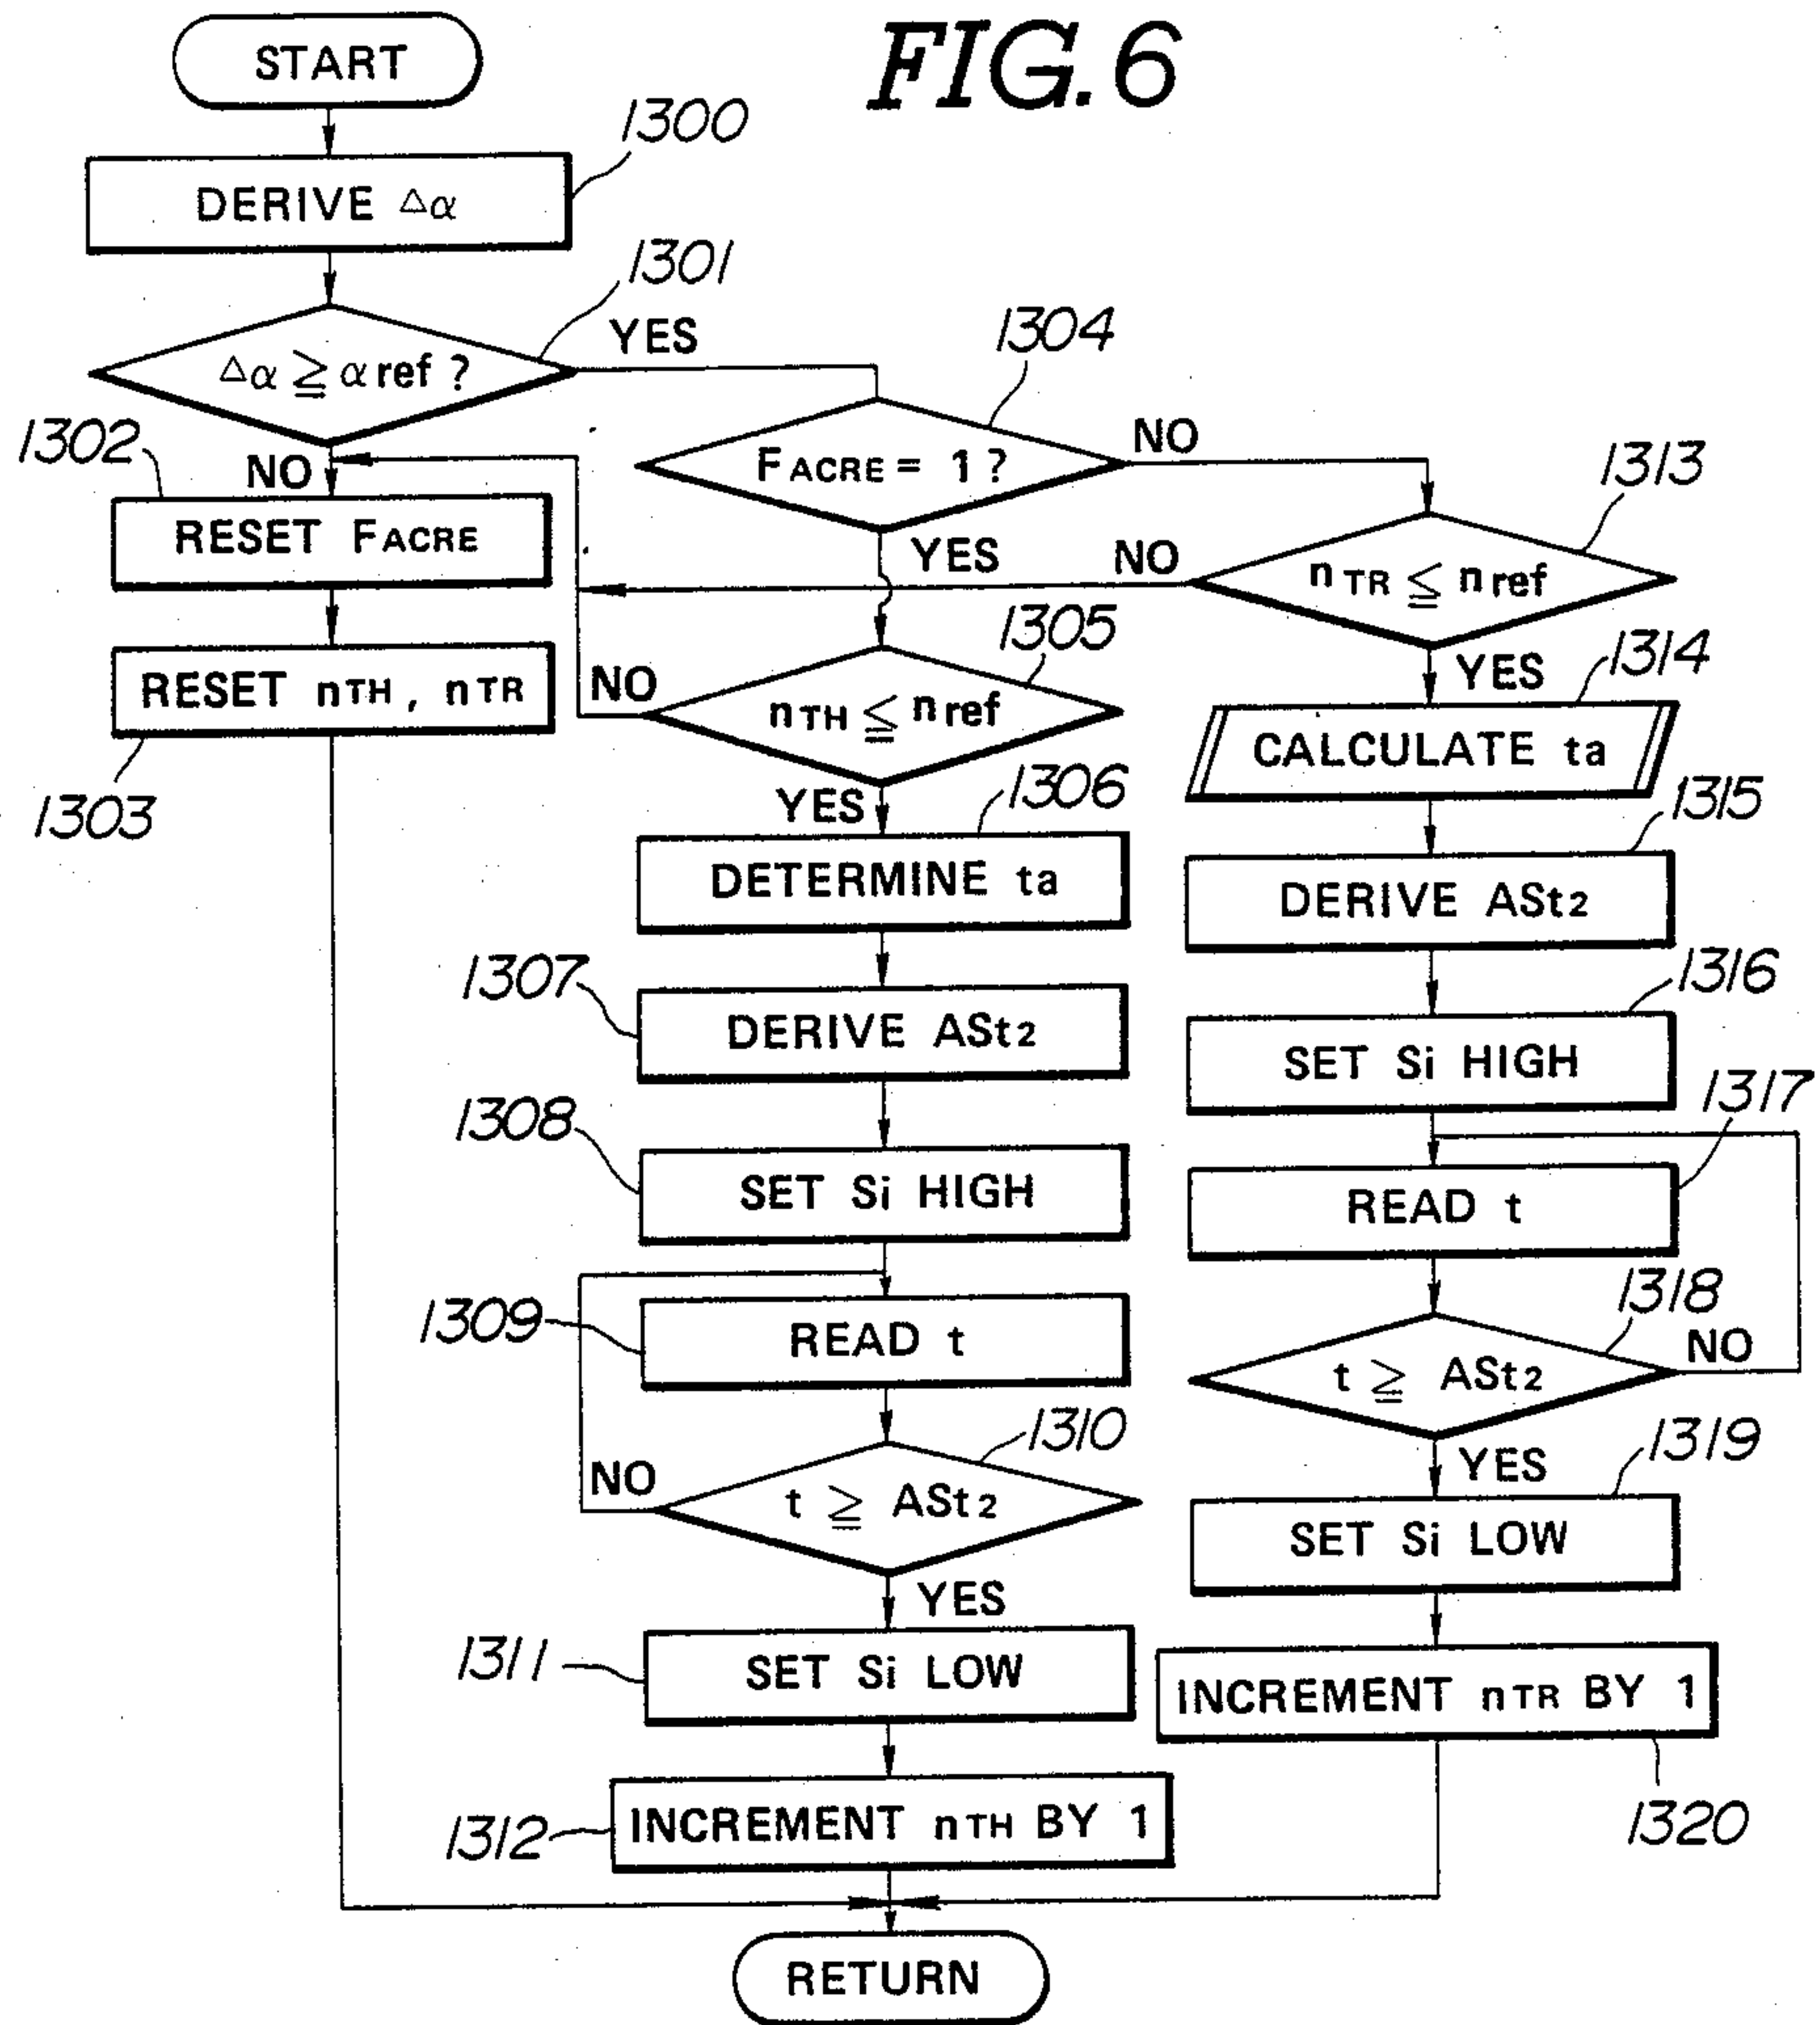 FIG. 6
START
1300
DERIVE △α
1301
△α ≧ α ref ?
YES
1304
1302
NO
FACRE = 1 ?
NO
1313
RESET FACRE
YES
NO
nTR ≦ nref
1305
1314
RESET nTH, nTR
NO
nTH ≦ nref
YES
1303
YES
1306
CALCULATE ta
1315
DETERMINE ta
DERIVE ASt2
1307
DERIVE ASt2
1316
SET Si HIGH
1308
SET Si HIGH
1317
READ t
1309
READ t
1318
t ≧ ASt2
NO
1310
NO
t ≧ ASt2
YES
1319
SET Si LOW
YES
1311
SET Si LOW
INCREMENT nTR BY 1
1312
INCREMENT nTH BY 1
1320
RETURN